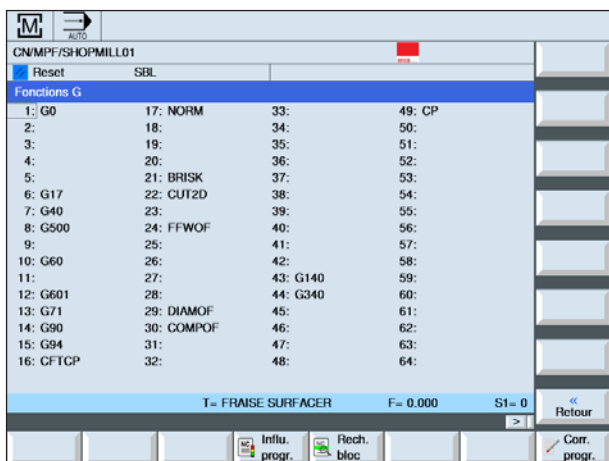 M
AUTO
CN/MPF/SHOPMILL01
Reset SBL
Fonctions G
1: G0 17: NORM 33: 49: CP
2: 18: 34: 50:
3: 19: 35: 51:
4: 20: 36: 52:
5: 21: BRISK 37: 53:
6: G17 22: CUT2D 38: 54:
7: G40 23: 39: 55:
8: G500 24: FFWOF 40: 56:
9: 25: 41: 57:
10: G60 26: 42: 58:
11: 27: 43: G140 59:
12: G601 28: 44: G340 60:
13: G71 29: DIAMOF 45: 61:
14: G90 30: COMPOF 46: 62:
15: G94 31: 47: 63:
16: CFTCP 32: 48: 64:
T= FRAISE SURFACER F= 0.000 S1= 0
«
Retour
>
Influ. progr.
Rech. bloc
Corr. progr.